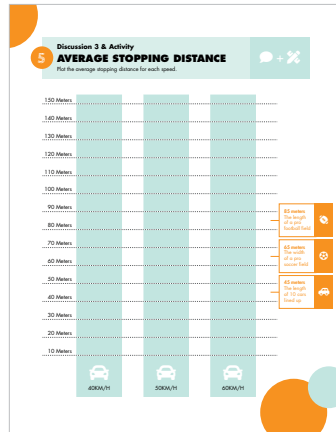 Discussion 3 & Activity
5
AVERAGE STOPPING DISTANCE
Plot the average stopping distance for each speed.
150 Meters
140 Meters
130 Meters
120 Meters
110 Meters
100 Meters
90 Meters
80 Meters
70 Meters
60 Meters
50 Meters
40 Meters
30 Meters
20 Meters
10 Meters
83 meters
The length
of a pro
football field
65 meters
The width
of a pro
soccer field
45 meters
The length
of 10 mini
lined up
40KM/H
50KM/H
60KM/H